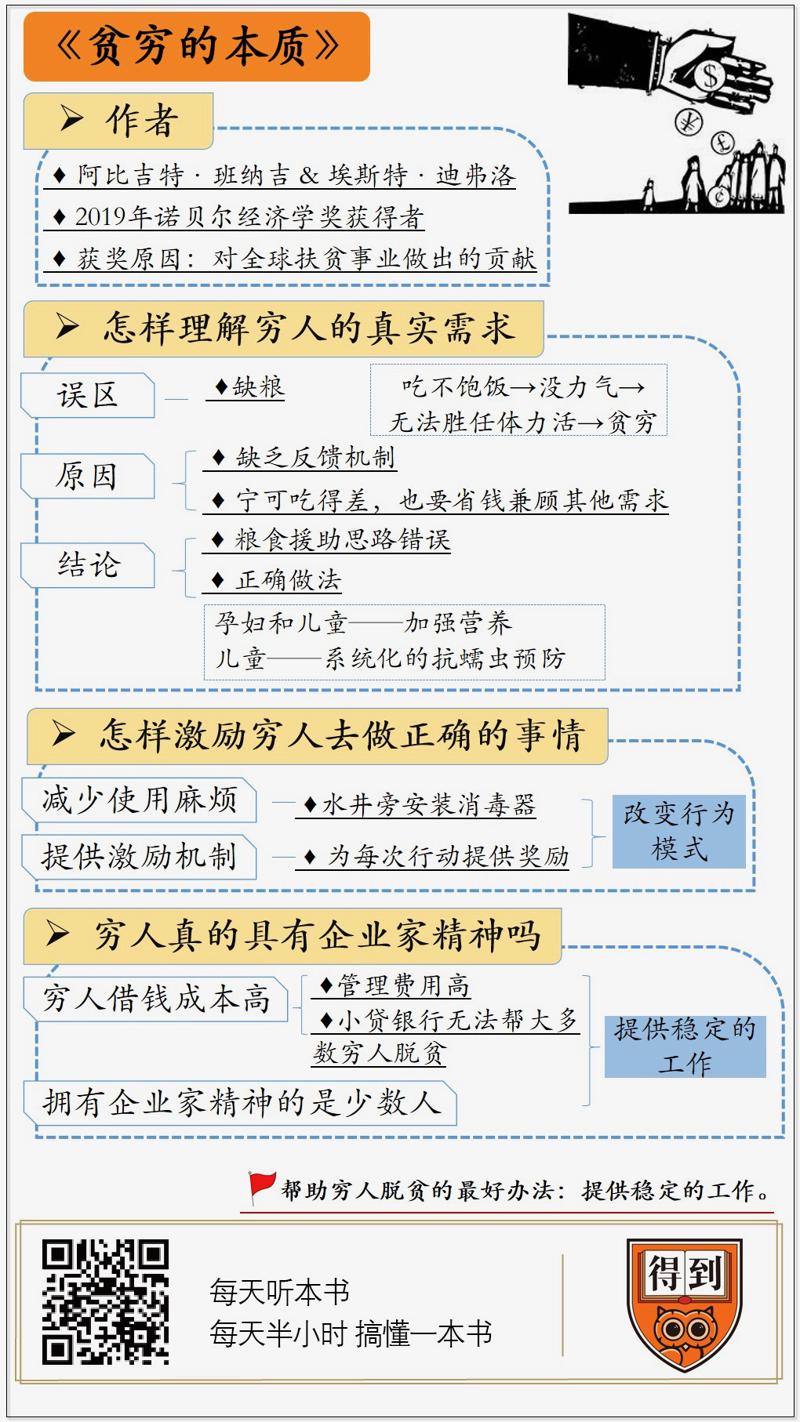 《贫穷的本质》
➢ 作者
♦ 阿比吉特·班纳吉 & 埃斯特·迪弗洛
♦ 2019年诺贝尔经济学奖获得者
♦ 获奖原因：对全球扶贫事业做出的贡献
$
¥
£
¢
➢ 怎样理解穷人的真实需求
误区
♦缺粮
吃不饱饭→没力气→
无法胜任体力活→贫穷
原因
♦ 缺乏反馈机制
♦ 宁可吃得差，也要省钱兼顾其他需求
结论
♦ 粮食援助思路错误
♦ 正确做法
孕妇和儿童——加强营养
儿童——系统化的抗蠕虫预防
➢ 怎样激励穷人去做正确的事情
减少使用麻烦
♦水井旁安装消毒器
提供激励机制
♦ 为每次行动提供奖励
改变行为
模式
➢ 穷人真的具有企业家精神吗
穷人借钱成本高
♦管理费用高
♦小贷银行无法帮大多
数穷人脱贫
拥有企业家精神的是少数人
提供稳定的
工作
帮助穷人脱贫的最好办法：提供稳定的工作。
每天听本书
每天半小时 搞懂一本书
得到